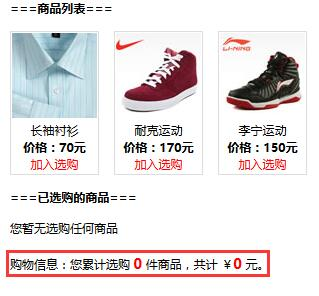 ===商品列表===
LI-NING
长袖衬衫 耐克运动 李宁运动
价格：70元 价格：170元 价格：150元
加入选购 加入选购 加入选购
===已选购的商品===
您暂无选购任何商品
购物信息：您累计选购 0 件商品，共计 ￥0 元。